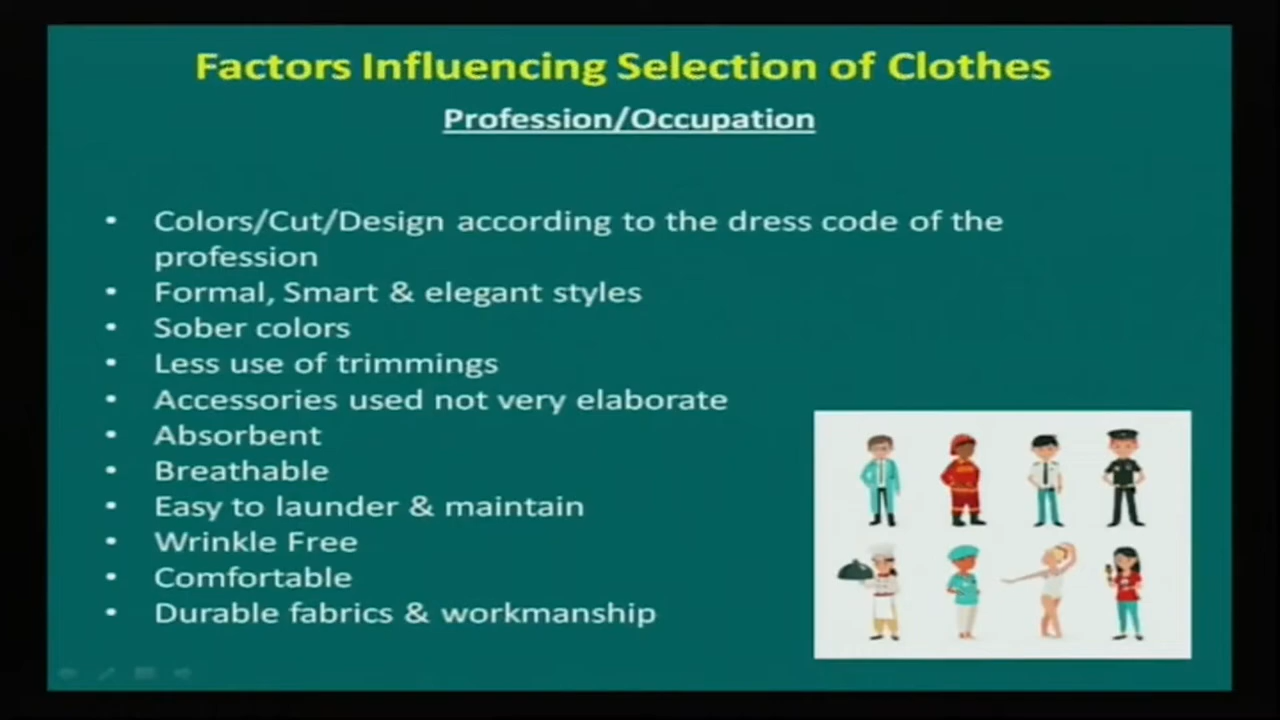 Factors Influencing Selection of Clothes
Profession/Occupation
• Colors/Cut/Design according to the dress code of the
profession
• Formal, Smart & elegant styles
• Sober colors
• Less use of trimmings
• Accessories used not very elaborate
• Absorbent
• Breathable
• Easy to launder & maintain
• Wrinkle Free
• Comfortable
• Durable fabrics & workmanship